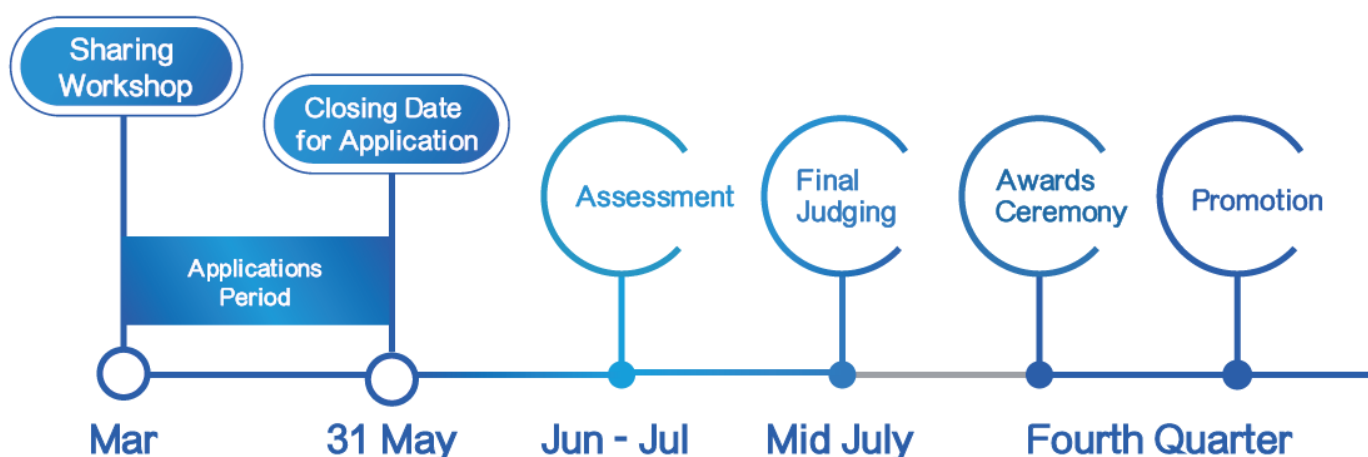 Sharing
Workshop
Closing Date
for Application
Applications
Period
Assessment
Final
Judging
Awards
Ceremony
Promotion
Mar
31 May
Jun - Jul
Mid July
Fourth Quarter